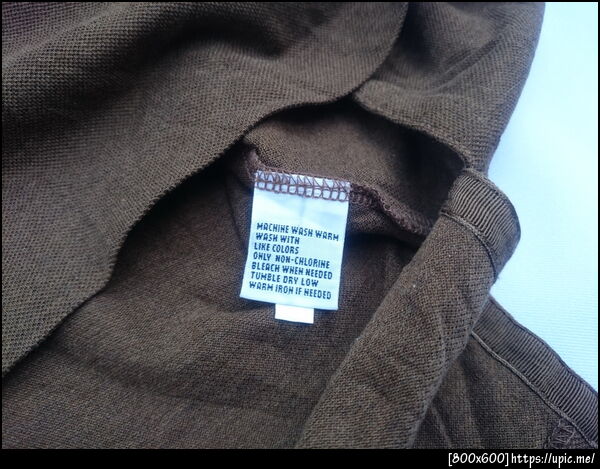 MACHINE WASH WARM
WASH WITH
LIKE COLORS
ONLY NON-CHLORINE
BLEACH WHEN NEEDED
TUMBLE DRY LOW
WARM IRON IF NEEDED
[800x600]https://upic.me/